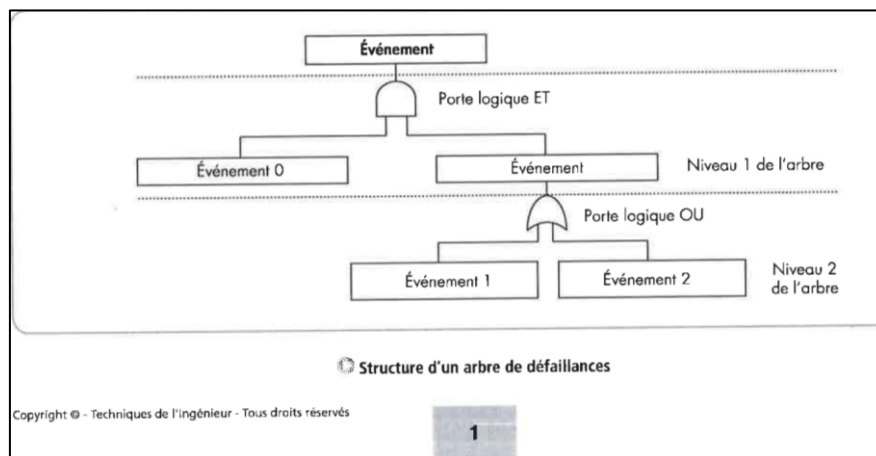 Événement
Porte logique ET
Événement 0
Événement
Niveau 1 de l'arbre
Porte logique OU
Événement 1
Événement 2
Niveau 2
de l'arbre
Structure d'un arbre de défaillances
Copyright © - Techniques de l'ingénieur - Tous droits réservés
1